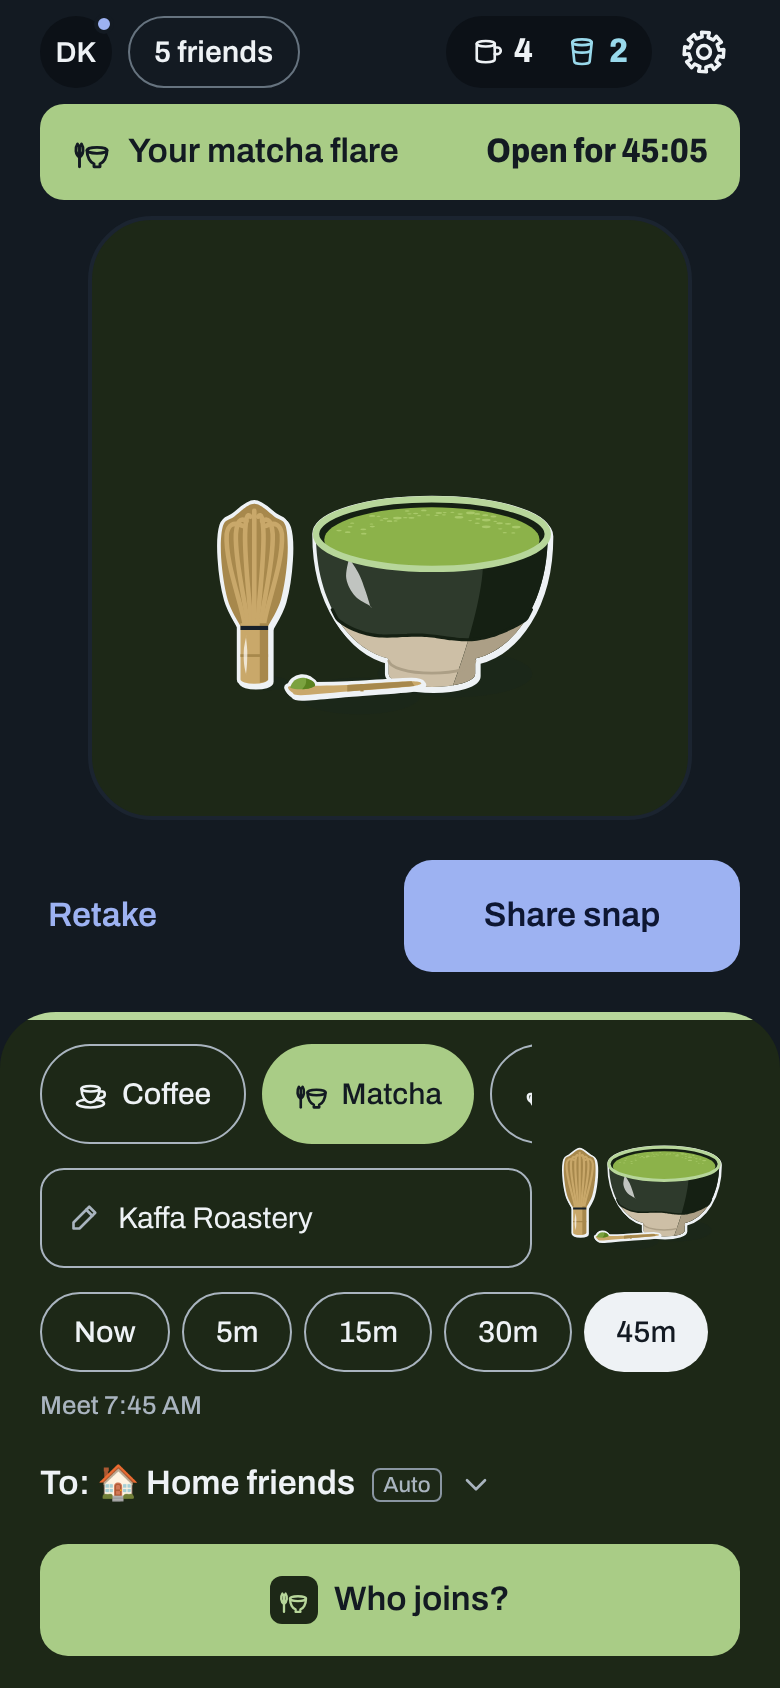 DK
5 friends
4
2
Your matcha flare
Open for 45:05
Retake
Share snap
Coffee
Matcha
Kaffa Roastery
Now
5m
15m
30m
45m
Meet 7:45 AM
To: 🏠 Home friends
Auto
Who joins?